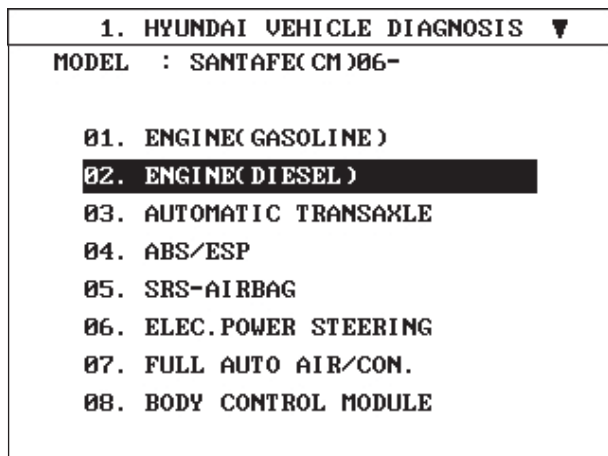 1. HYUNDAI VEHICLE DIAGNOSIS ▼
MODEL : SANTAFE(CM)06-
01. ENGINE(GASOLINE)
02. ENGINE(DIESEL)
03. AUTOMATIC TRANSAXLE
04. ABS/ESP
05. SRS-AIRBAG
06. ELEC.POWER STEERING
07. FULL AUTO AIR/CON.
08. BODY CONTROL MODULE